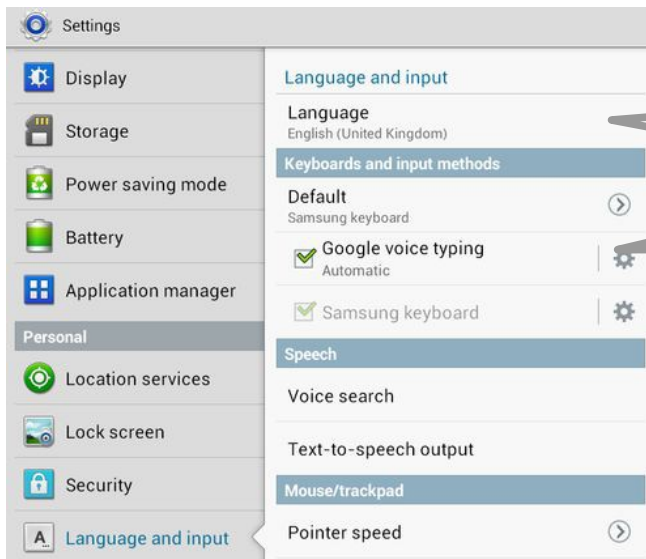 Settings
Display
Storage
Power saving mode
Battery
Application manager
Personal
Location services
Lock screen
Security
A
Language and input
Language and input
Language
English (United Kingdom)
Keyboards and input methods
Default
Samsung keyboard
Google voice typing
Automatic
Samsung keyboard
Speech
Voice search
Text-to-speech output
Mouse/trackpad
Pointer speed